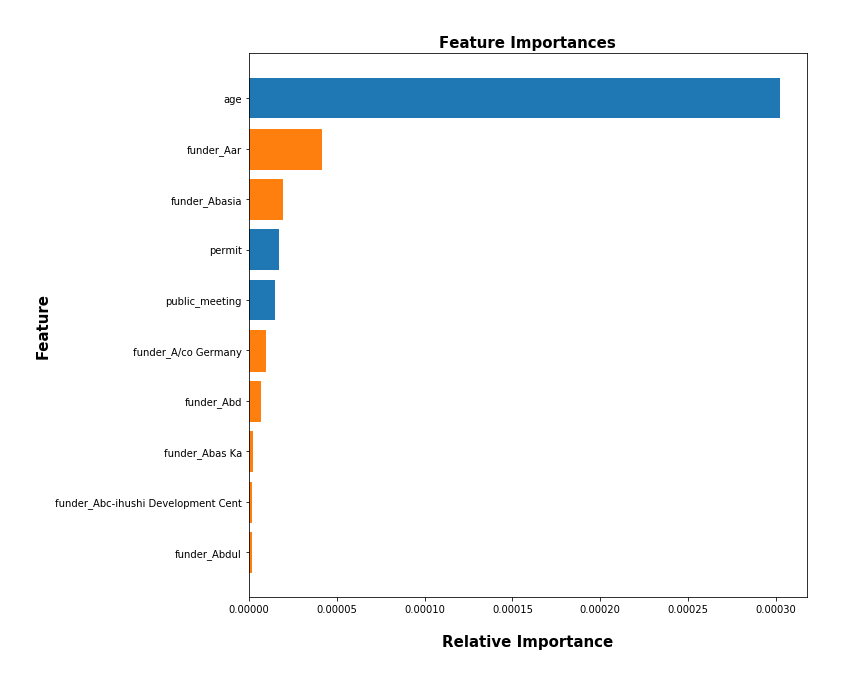 Feature Importances
age
funder_Aar
funder_Abasia
permit
public_meeting
funder_A/co Germany
funder_Abd
funder_Abas Ka
funder_Abc-ihushi Development Cent
funder_Abdul
Feature
0.00000 0.00005 0.00010 0.00015 0.00020 0.00025 0.00030
Relative Importance